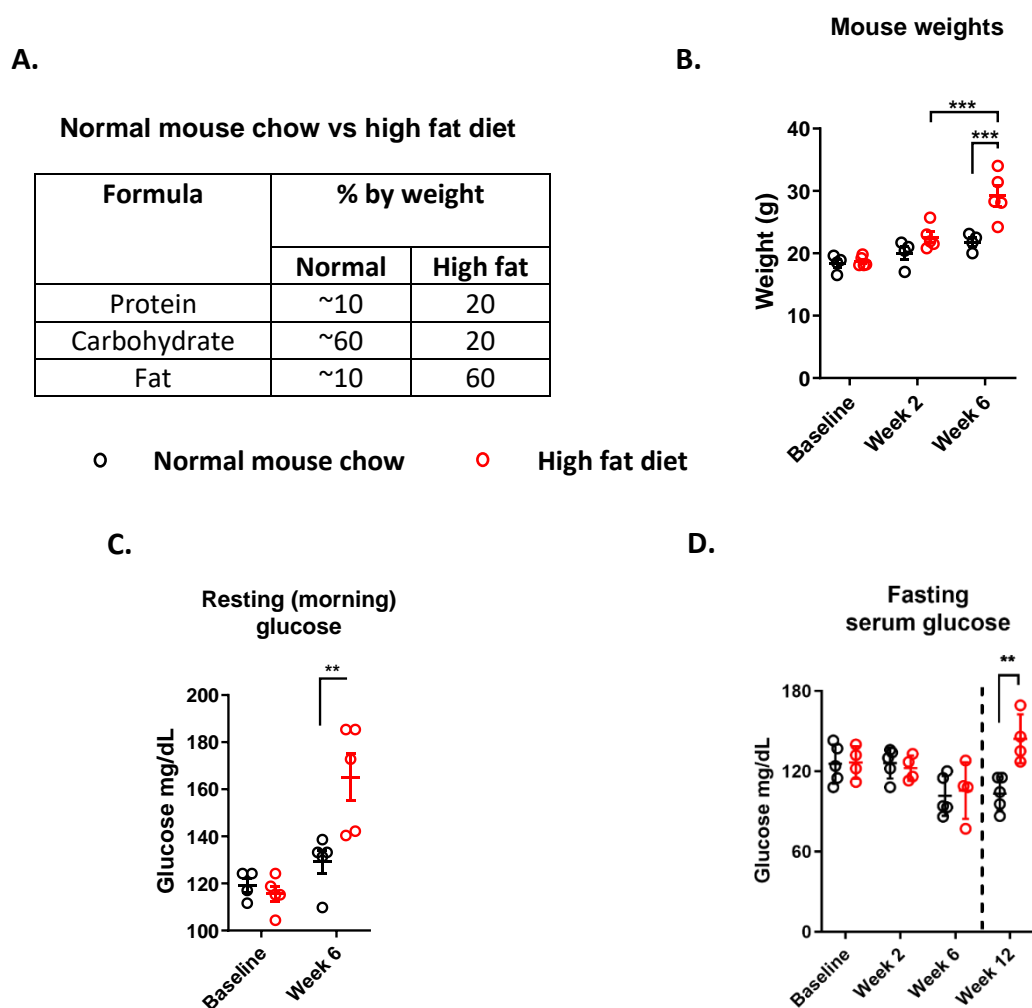 A.
Normal mouse chow vs high fat diet
Formula % by weight
Normal High fat
Protein ~10 20
Carbohydrate ~60 20
Fat ~10 60
Mouse weights
B.
***
***
40
30
20
10
0
Weight (g)
Baseline
Week 2
Week 6
Normal mouse chow High fat diet
C.
Resting (morning)
glucose
**
200
180
160
140
120
100
Glucose mg/dL
Baseline
Week 6
D.
Fasting
serum glucose
**
180
120
60
0
Glucose mg/dL
Baseline
Week 2
Week 6
Week 12